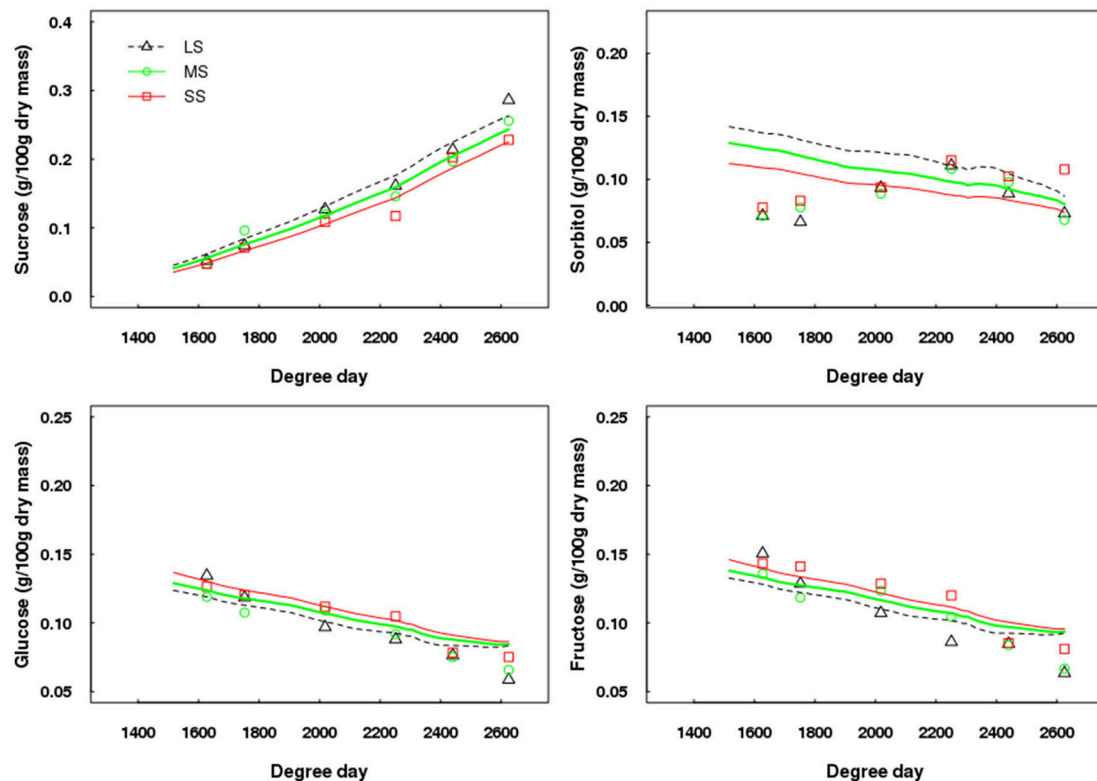 Sucrose (g/100g dry mass)
0.4
0.3
0.2
0.1
0.0
LS
MS
SS
1400 1600 1800 2000 2200 2400 2600
Degree day
Sorbitol (g/100g dry mass)
0.20
0.15
0.10
0.05
0.00
1400 1600 1800 2000 2200 2400 2600
Degree day
Glucose (g/100g dry mass)
0.25
0.20
0.15
0.10
0.05
1400 1600 1800 2000 2200 2400 2600
Degree day
Fructose (g/100g dry mass)
0.25
0.20
0.15
0.10
0.05
1400 1600 1800 2000 2200 2400 2600
Degree day